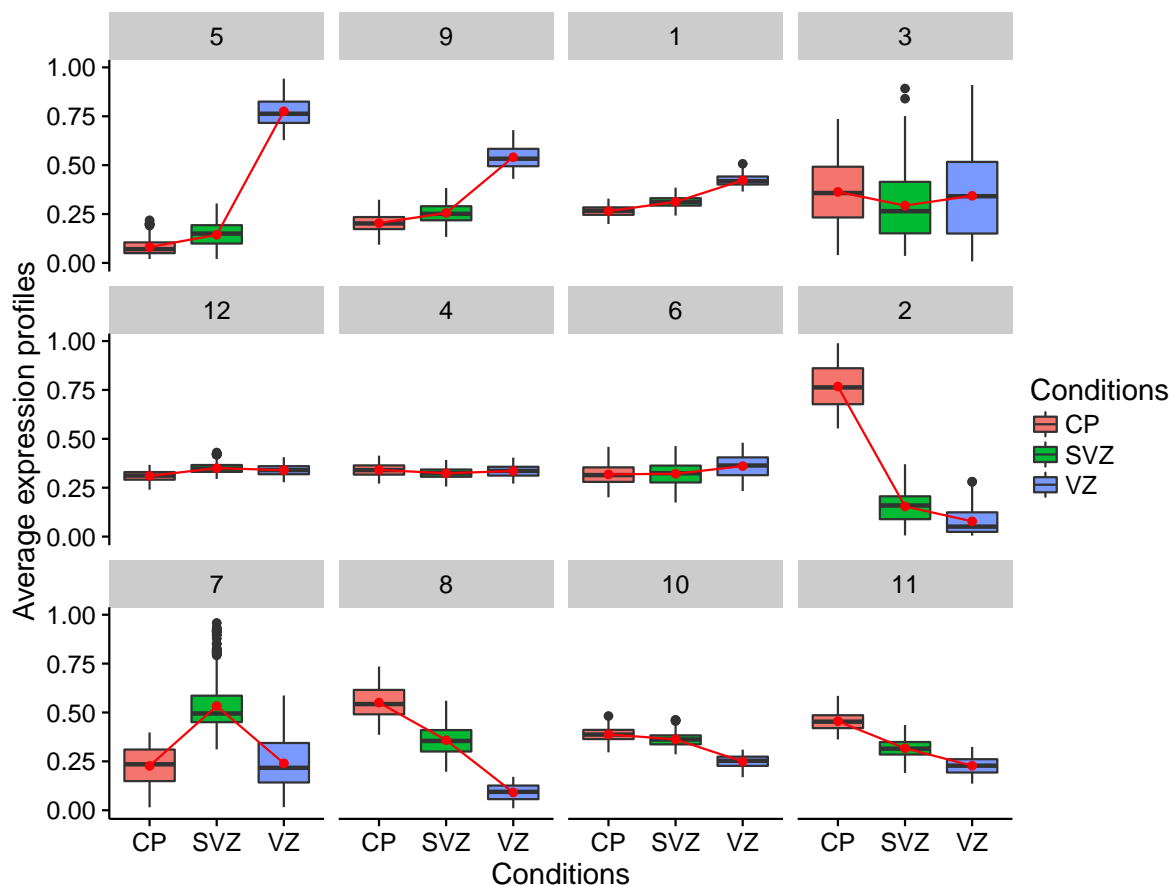 5 9 1 3
1.00
0.75
0.50
0.25
0.00
12 4 6 2
1.00
0.75
0.50
0.25
0.00
7 8 10 11
1.00
0.75
0.50
0.25
0.00
CP SVZ VZ CP SVZ VZ CP SVZ VZ CP SVZ VZ
Conditions
Average expression profiles
Conditions
CP
SVZ
VZ